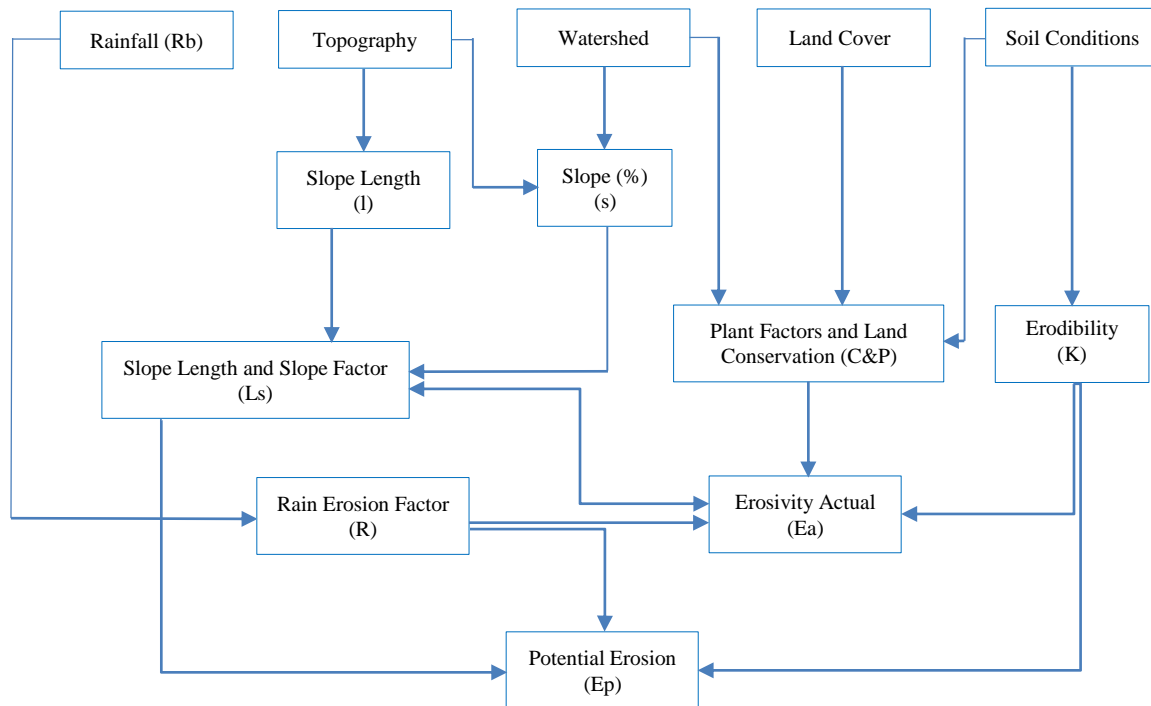 Rainfall (Rb)
Topography
Watershed
Land Cover
Soil Conditions
Slope Length
(l)
Slope (%)
(s)
Plant Factors and Land
Conservation (C&P)
Erodibility
(K)
Slope Length and Slope Factor
(Ls)
Rain Erosion Factor
(R)
Erosivity Actual
(Ea)
Potential Erosion
(Ep)